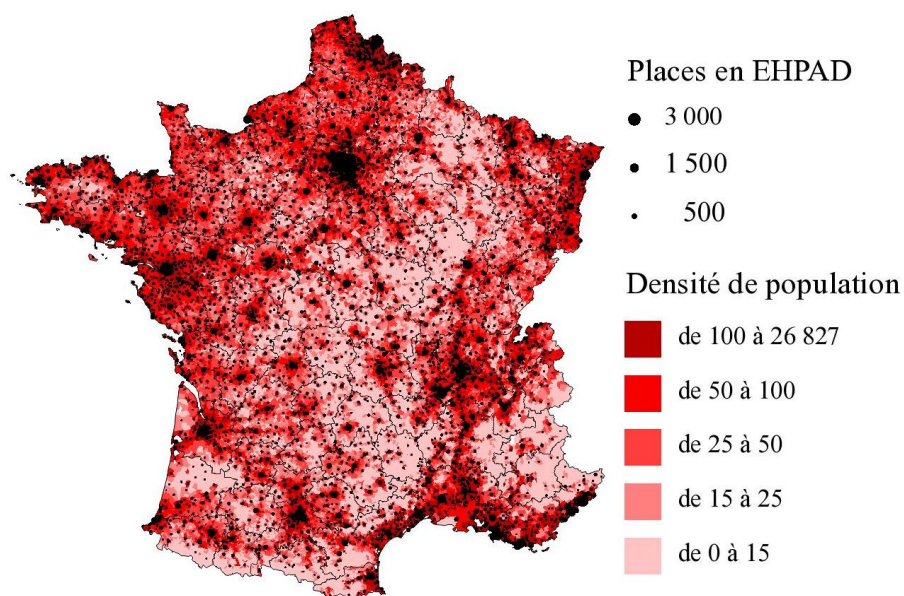 Places en EHPAD
3 000
1 500
500
Densité de population
de 100 à 26 827
de 50 à 100
de 25 à 50
de 15 à 25
de 0 à 15